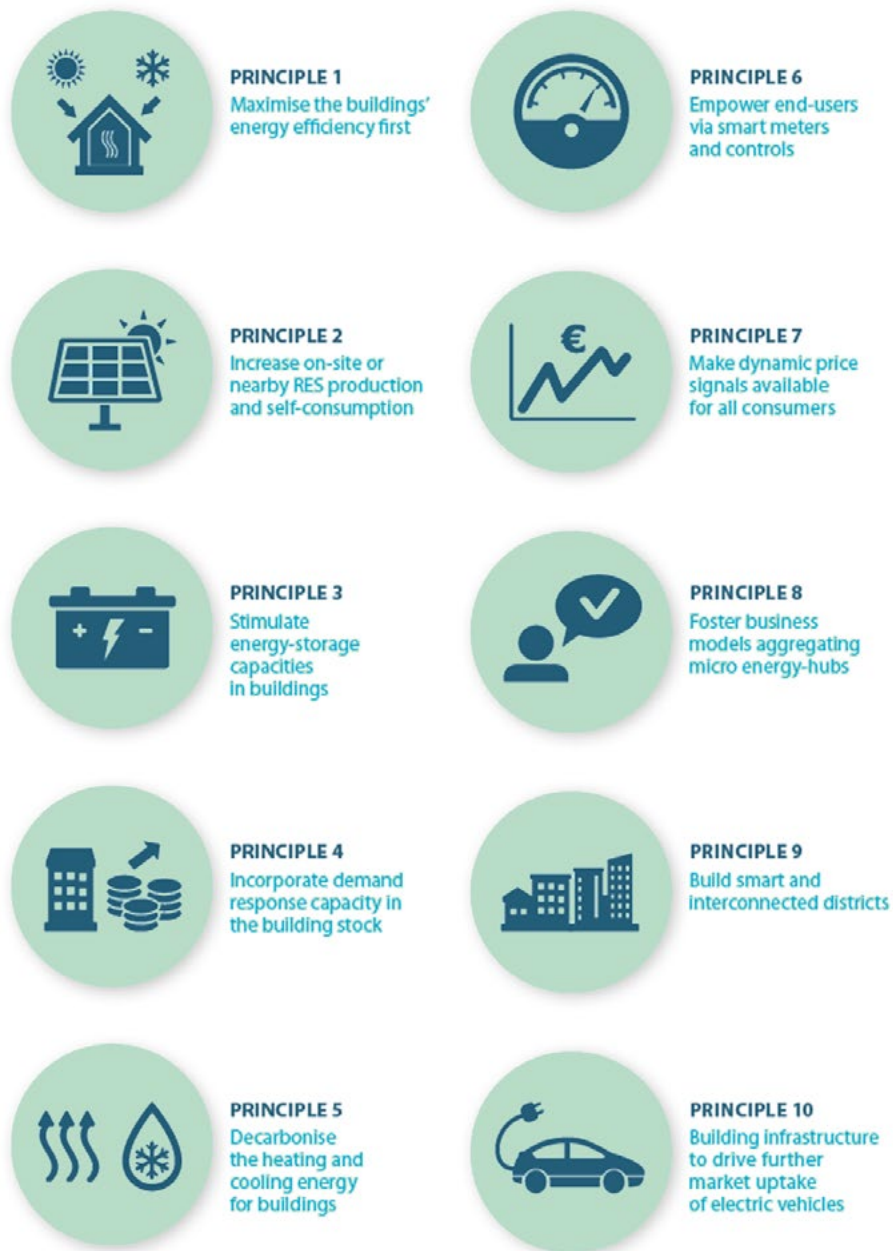 PRINCIPLE 1
Maximise the buildings'
energy efficiency first
PRINCIPLE 2
Increase on-site or
nearby RES production
and self-consumption
PRINCIPLE 3
Stimulate
energy-storage
capacities
in buildings
PRINCIPLE 4
Incorporate demand
response capacity in
the building stock
PRINCIPLE 5
Decarbonise
the heating and
cooling energy
for buildings
PRINCIPLE 6
Empower end-users
via smart meters
and controls
€
PRINCIPLE 7
Make dynamic price
signals available
for all consumers
PRINCIPLE 8
Foster business
models aggregating
micro energy-hubs
PRINCIPLE 9
Build smart and
interconnected districts
PRINCIPLE 10
Building infrastructure
to drive further
market uptake
of electric vehicles